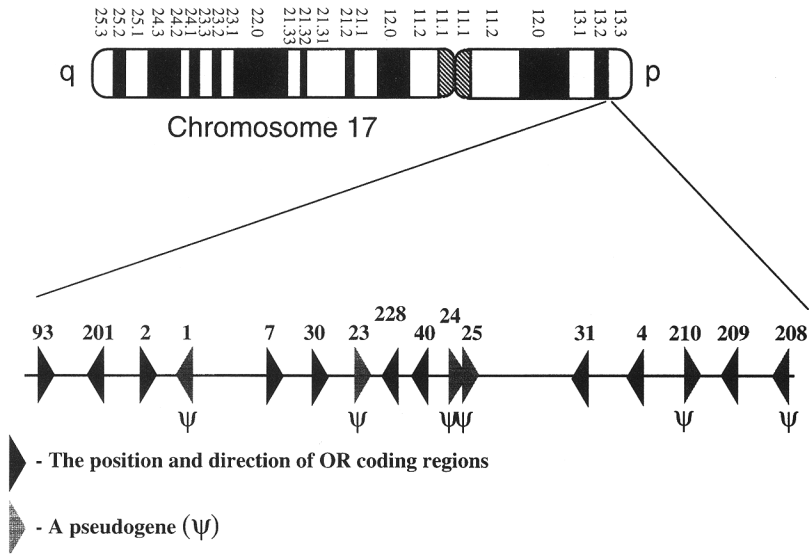 25.3 25.2 25.1 24.3 24.2 24.1 23.3 23.2 23.1 22.0 21.33 21.32 21.31 21.2 21.1 12.0 11.2 11.1 11.1 11.2 12.0 13.1 13.2 13.3
q p
Chromosome 17
93 201 2 1 7 30 23 228 40 24 25 31 4 210 209 208
ψ ψ ψ ψ ψ ψ
- The position and direction of OR coding regions
- A pseudogene (ψ)